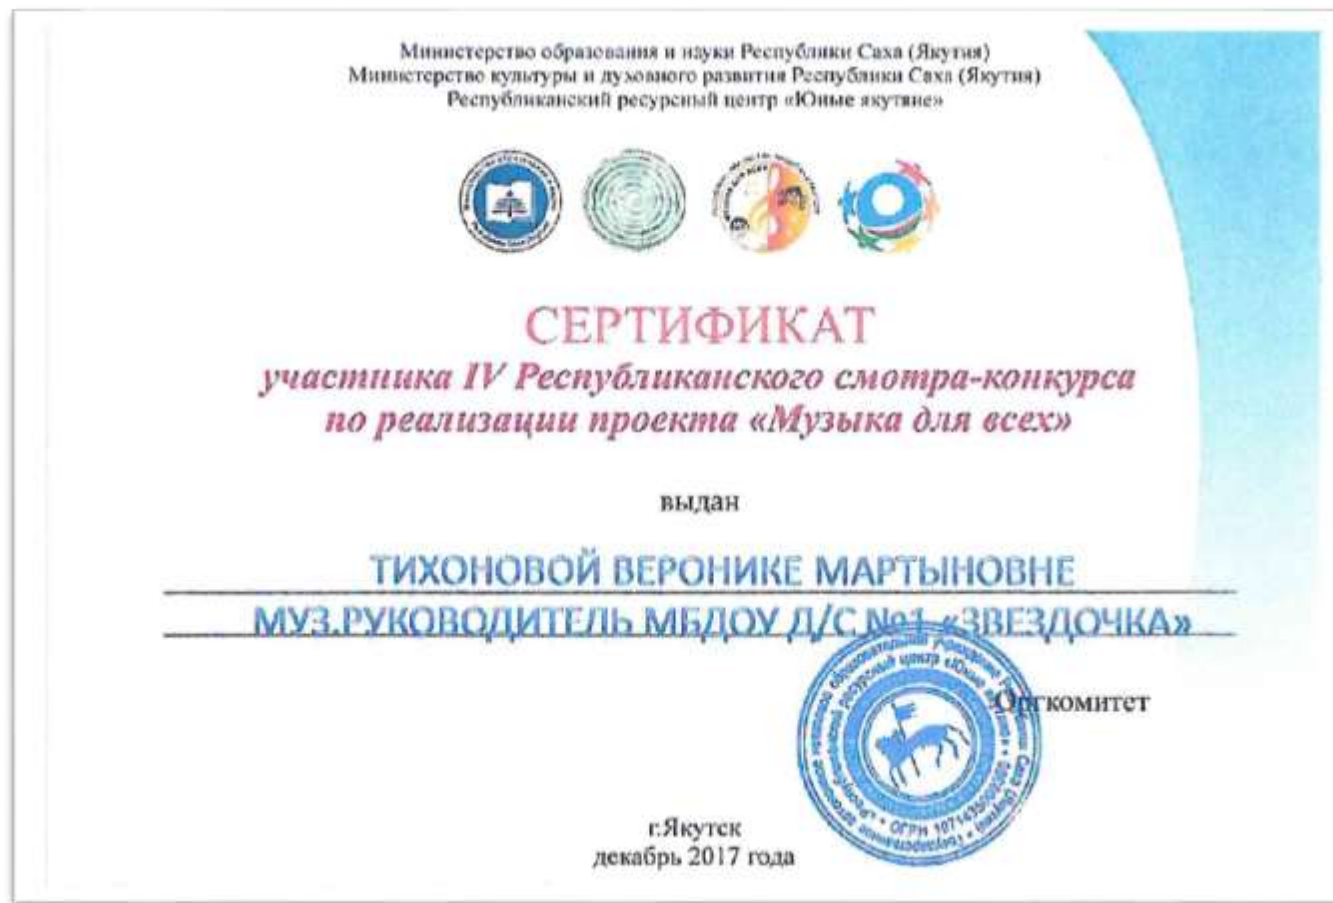 Министерство образования и науки Республики Саха (Якутия)
Министерство культуры и духовного развития Республики Саха (Якутия)
Республиканский ресурсный центр «Юные якутяне»
СЕРТИФИКАТ
участника IV Республиканского смотра-конкурса
по реализации проекта «Музыка для всех»
выдан
ТИХОНОВОЙ ВЕРОНИКЕ МАРТЫНОВНЕ
МУЗ.РУКОВОДИТЕЛЬ МБДОУ Д/С №1 «ЗВЕЗДОЧКА»
Оргкомитет
г.Якутск
декабрь 2017 года